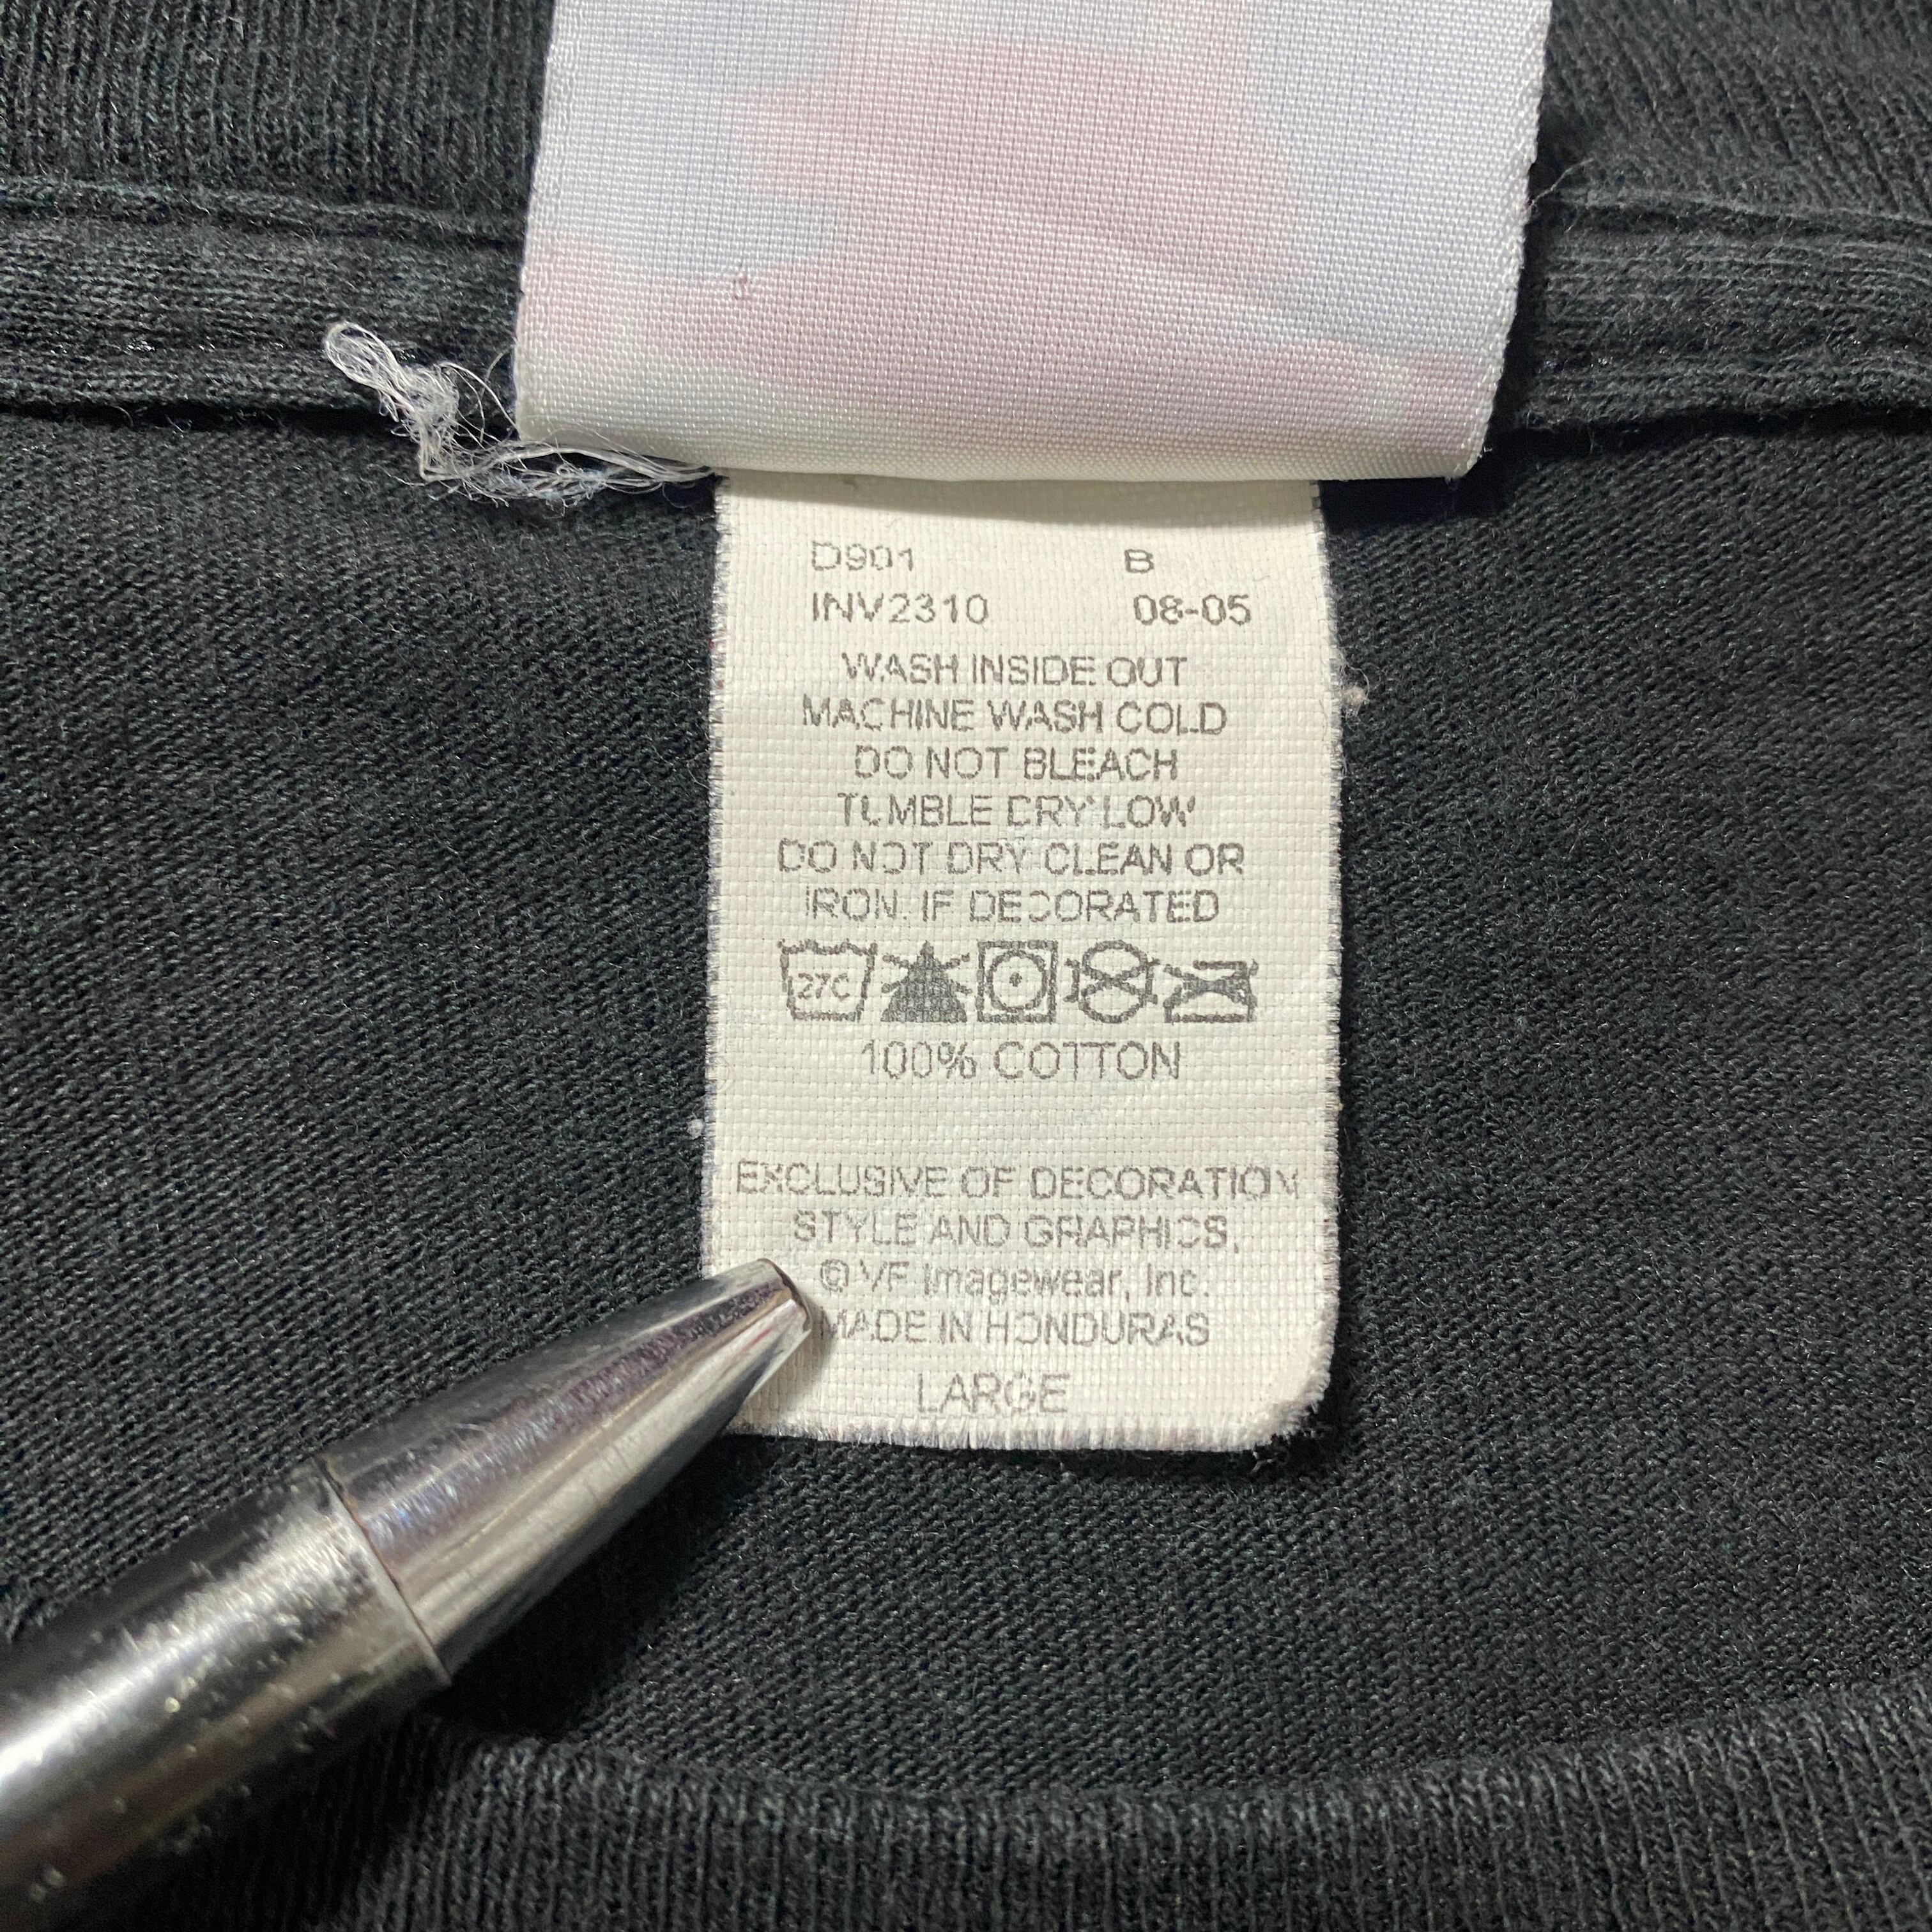 D901 B
INV2310 08-05
WASH INSIDE OUT
MACHINE WASH COLD
DO NOT BLEACH
TUMBLE DRY LOW
DO NOT DRY CLEAN OR
IRON. IF DECORATED
27C
100% COTTON
EXCLUSIVE OF DECORATION
STYLE AND GRAPHICS,
© VF Imagewear, Inc.
MADE IN HONDURAS
LARGE